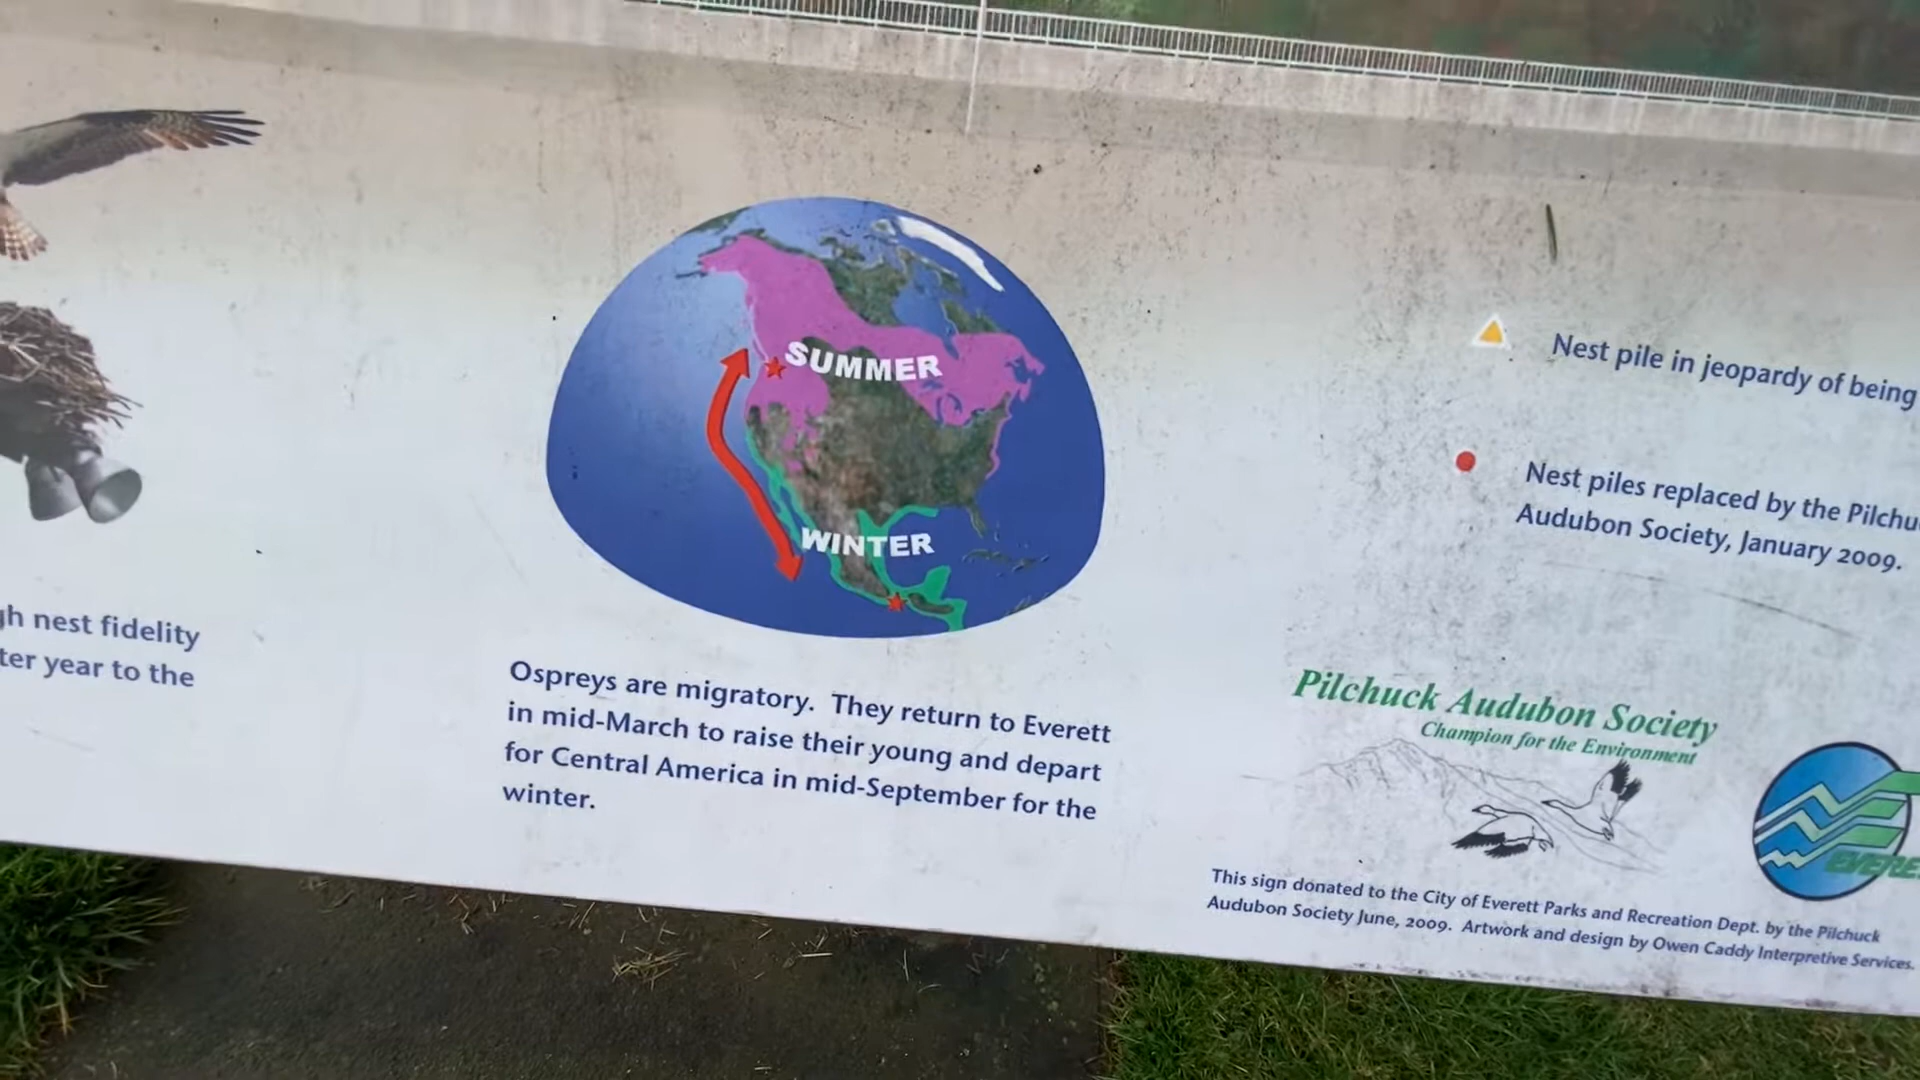 nest fidelity
year to the
SUMMER
WINTER
Ospreys are migratory. They return to Everett
in mid-March to raise their young and depart
for Central America in mid-September for the
winter.
Nest pile in jeopardy of being
Nest piles replaced by the
Audubon Society, January 2009.
Pilchuck Audubon Society
Champion for the Environment
This sign donated to the City of Everett Parks and Recreation Dept. by the Pilchuck
Audubon Society June, 2009. Artwork and design by Owen Caddy Interpretive Services.